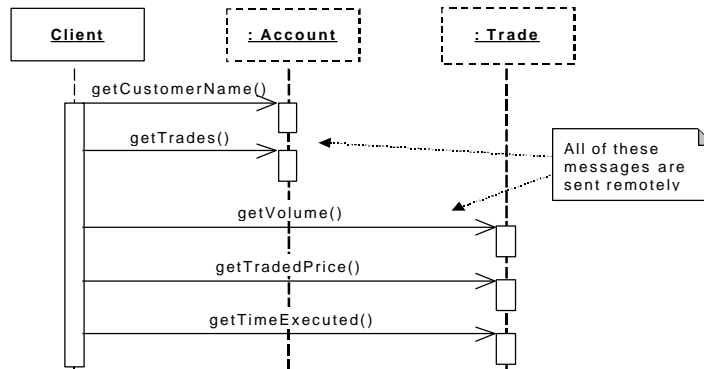 Client
: Account
: Trade
getCustomerName()
getTrades()
All of these
messages are
sent remotely
getVolume()
getTradedPrice()
getTimeExecuted()